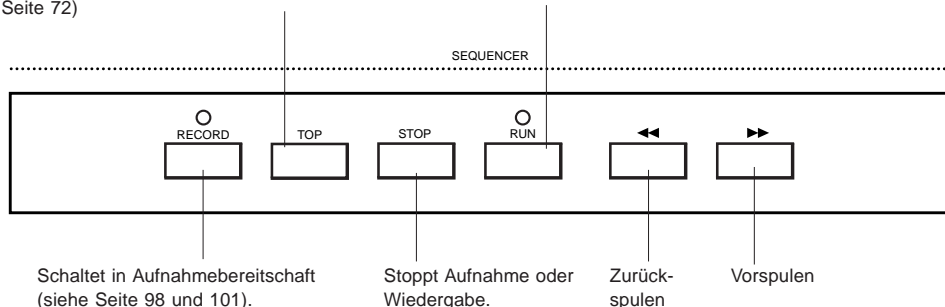 Seite 72)
SEQUENCER
RECORD TOP STOP RUN ◀◀ ▶▶
Schaltet in Aufnahmebereitschaft
(siehe Seite 98 und 101).
Stoppt Aufnahme oder
Wiedergabe.
Zurück-
spulen
Vorspulen